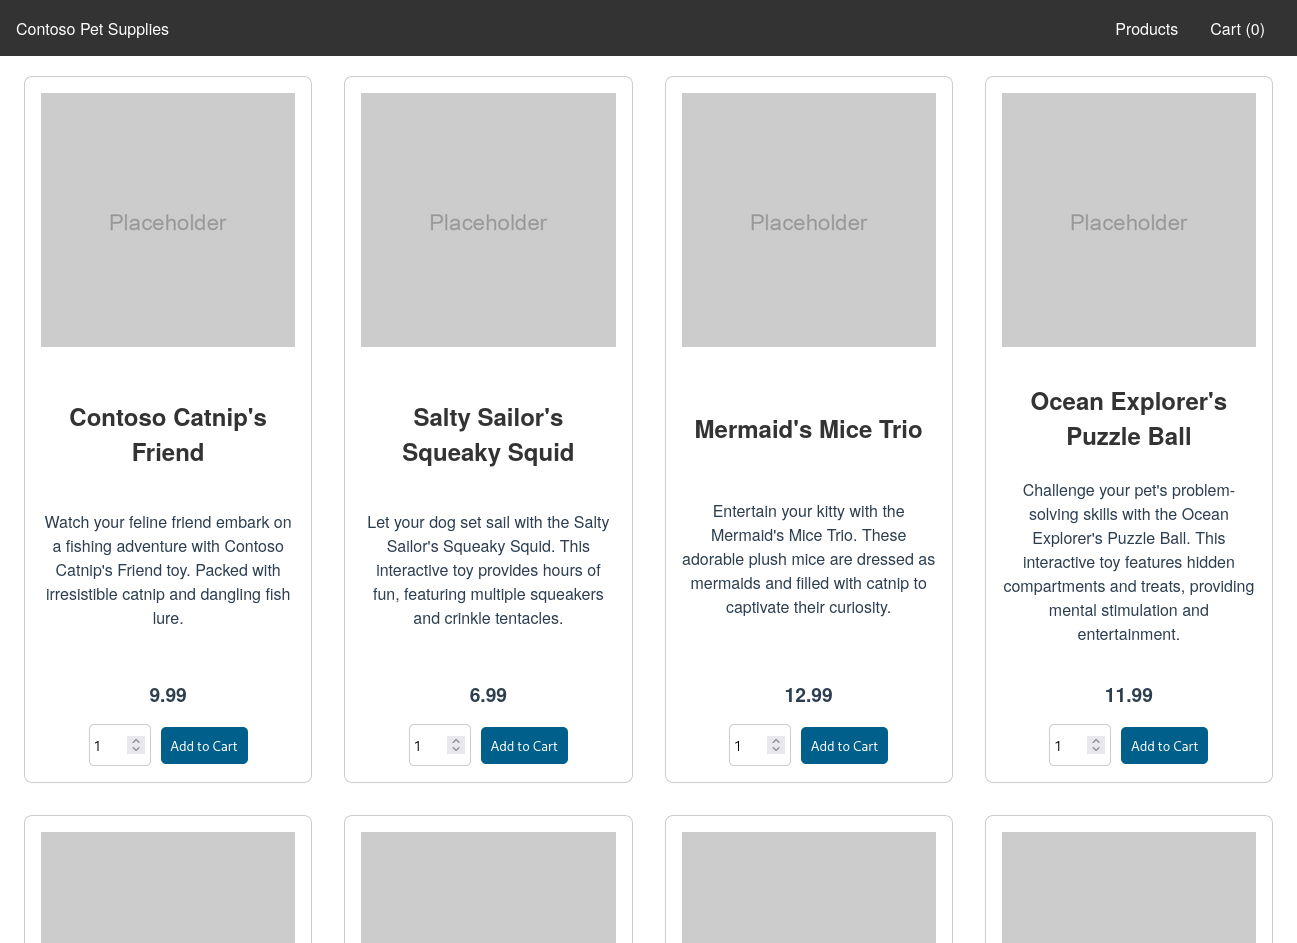 Contoso Pet Supplies
Products
Cart (0)
Placeholder
Contoso Catnip's
Friend
Watch your feline friend embark on
a fishing adventure with Contoso
Catnip's Friend toy. Packed with
irresistible catnip and dangling fish
lure.
9.99
1
Add to Cart
Placeholder
Salty Sailor's
Squeaky Squid
Let your dog set sail with the Salty
Sailor's Squeaky Squid. This
interactive toy provides hours of
fun, featuring multiple squeakers
and crinkle tentacles.
6.99
1
Add to Cart
Placeholder
Mermaid's Mice Trio
Entertain your kitty with the
Mermaid's Mice Trio. These
adorable plush mice are dressed as
mermaids and filled with catnip to
captivate their curiosity.
12.99
1
Add to Cart
Placeholder
Ocean Explorer's
Puzzle Ball
Challenge your pet's problem-
solving skills with the Ocean
Explorer's Puzzle Ball. This
interactive toy features hidden
compartments and treats, providing
mental stimulation and
entertainment.
11.99
1
Add to Cart